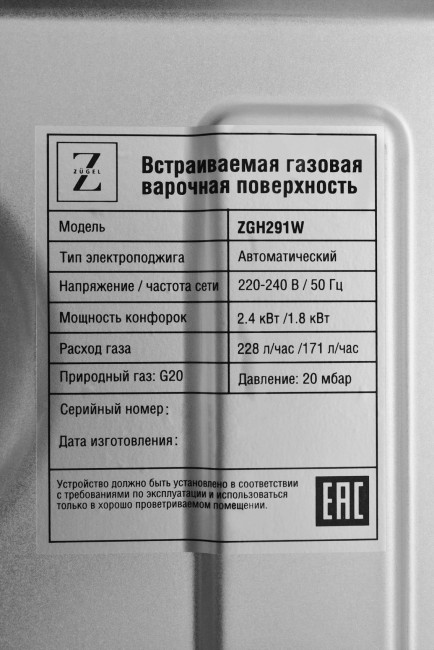 Z
ZÜGEL
Встраиваемая газовая
варочная поверхность
Модель ZGH291W
Тип электроподжига Автоматический
Напряжение / частота сети 220-240 В / 50 Гц
Мощность конфорок 2.4 кВт /1.8 кВт
Расход газа 228 л/час /171 л/час
Природный газ: G20 Давление: 20 мбар
Серийный номер:
Дата изготовления:
Устройство должно быть установлено в соответствии
с требованиями по эксплуатации и использоваться
только в хорошо проветриваемом помещении.
EAC